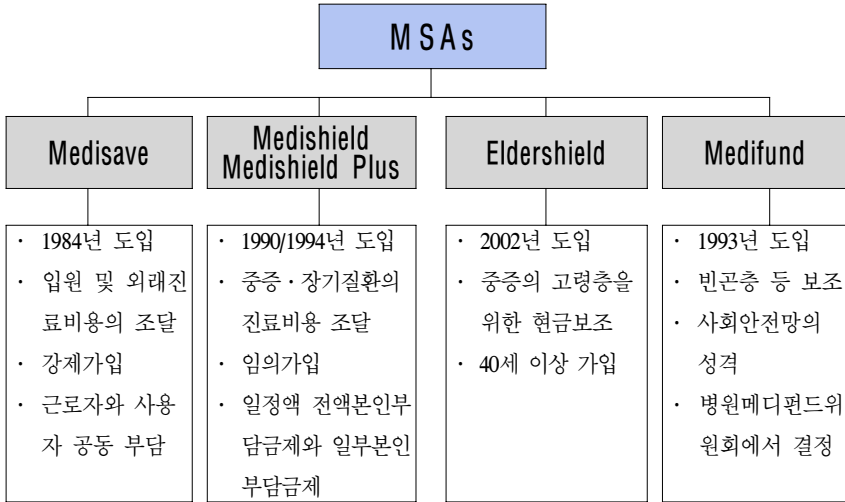 MSAs
Medisave
Medishield
Medishield Plus
Eldershield
Medifund
· 1984년 도입
· 입원 및 외래진
료비용의 조달
· 강제가입
· 근로자와 사용
자 공동 부담
· 1990/1994년 도입
· 중증·장기질환의
진료비용 조달
· 임의가입
· 일정액 전액본인부
담금제와 일부본인
부담금제
· 2002년 도입
· 중증의 고령층을
위한 현금보조
· 40세 이상 가입
· 1993년 도입
· 빈곤층 등 보조
· 사회안전망의
성격
· 병원메디펀드위
원회에서 결정